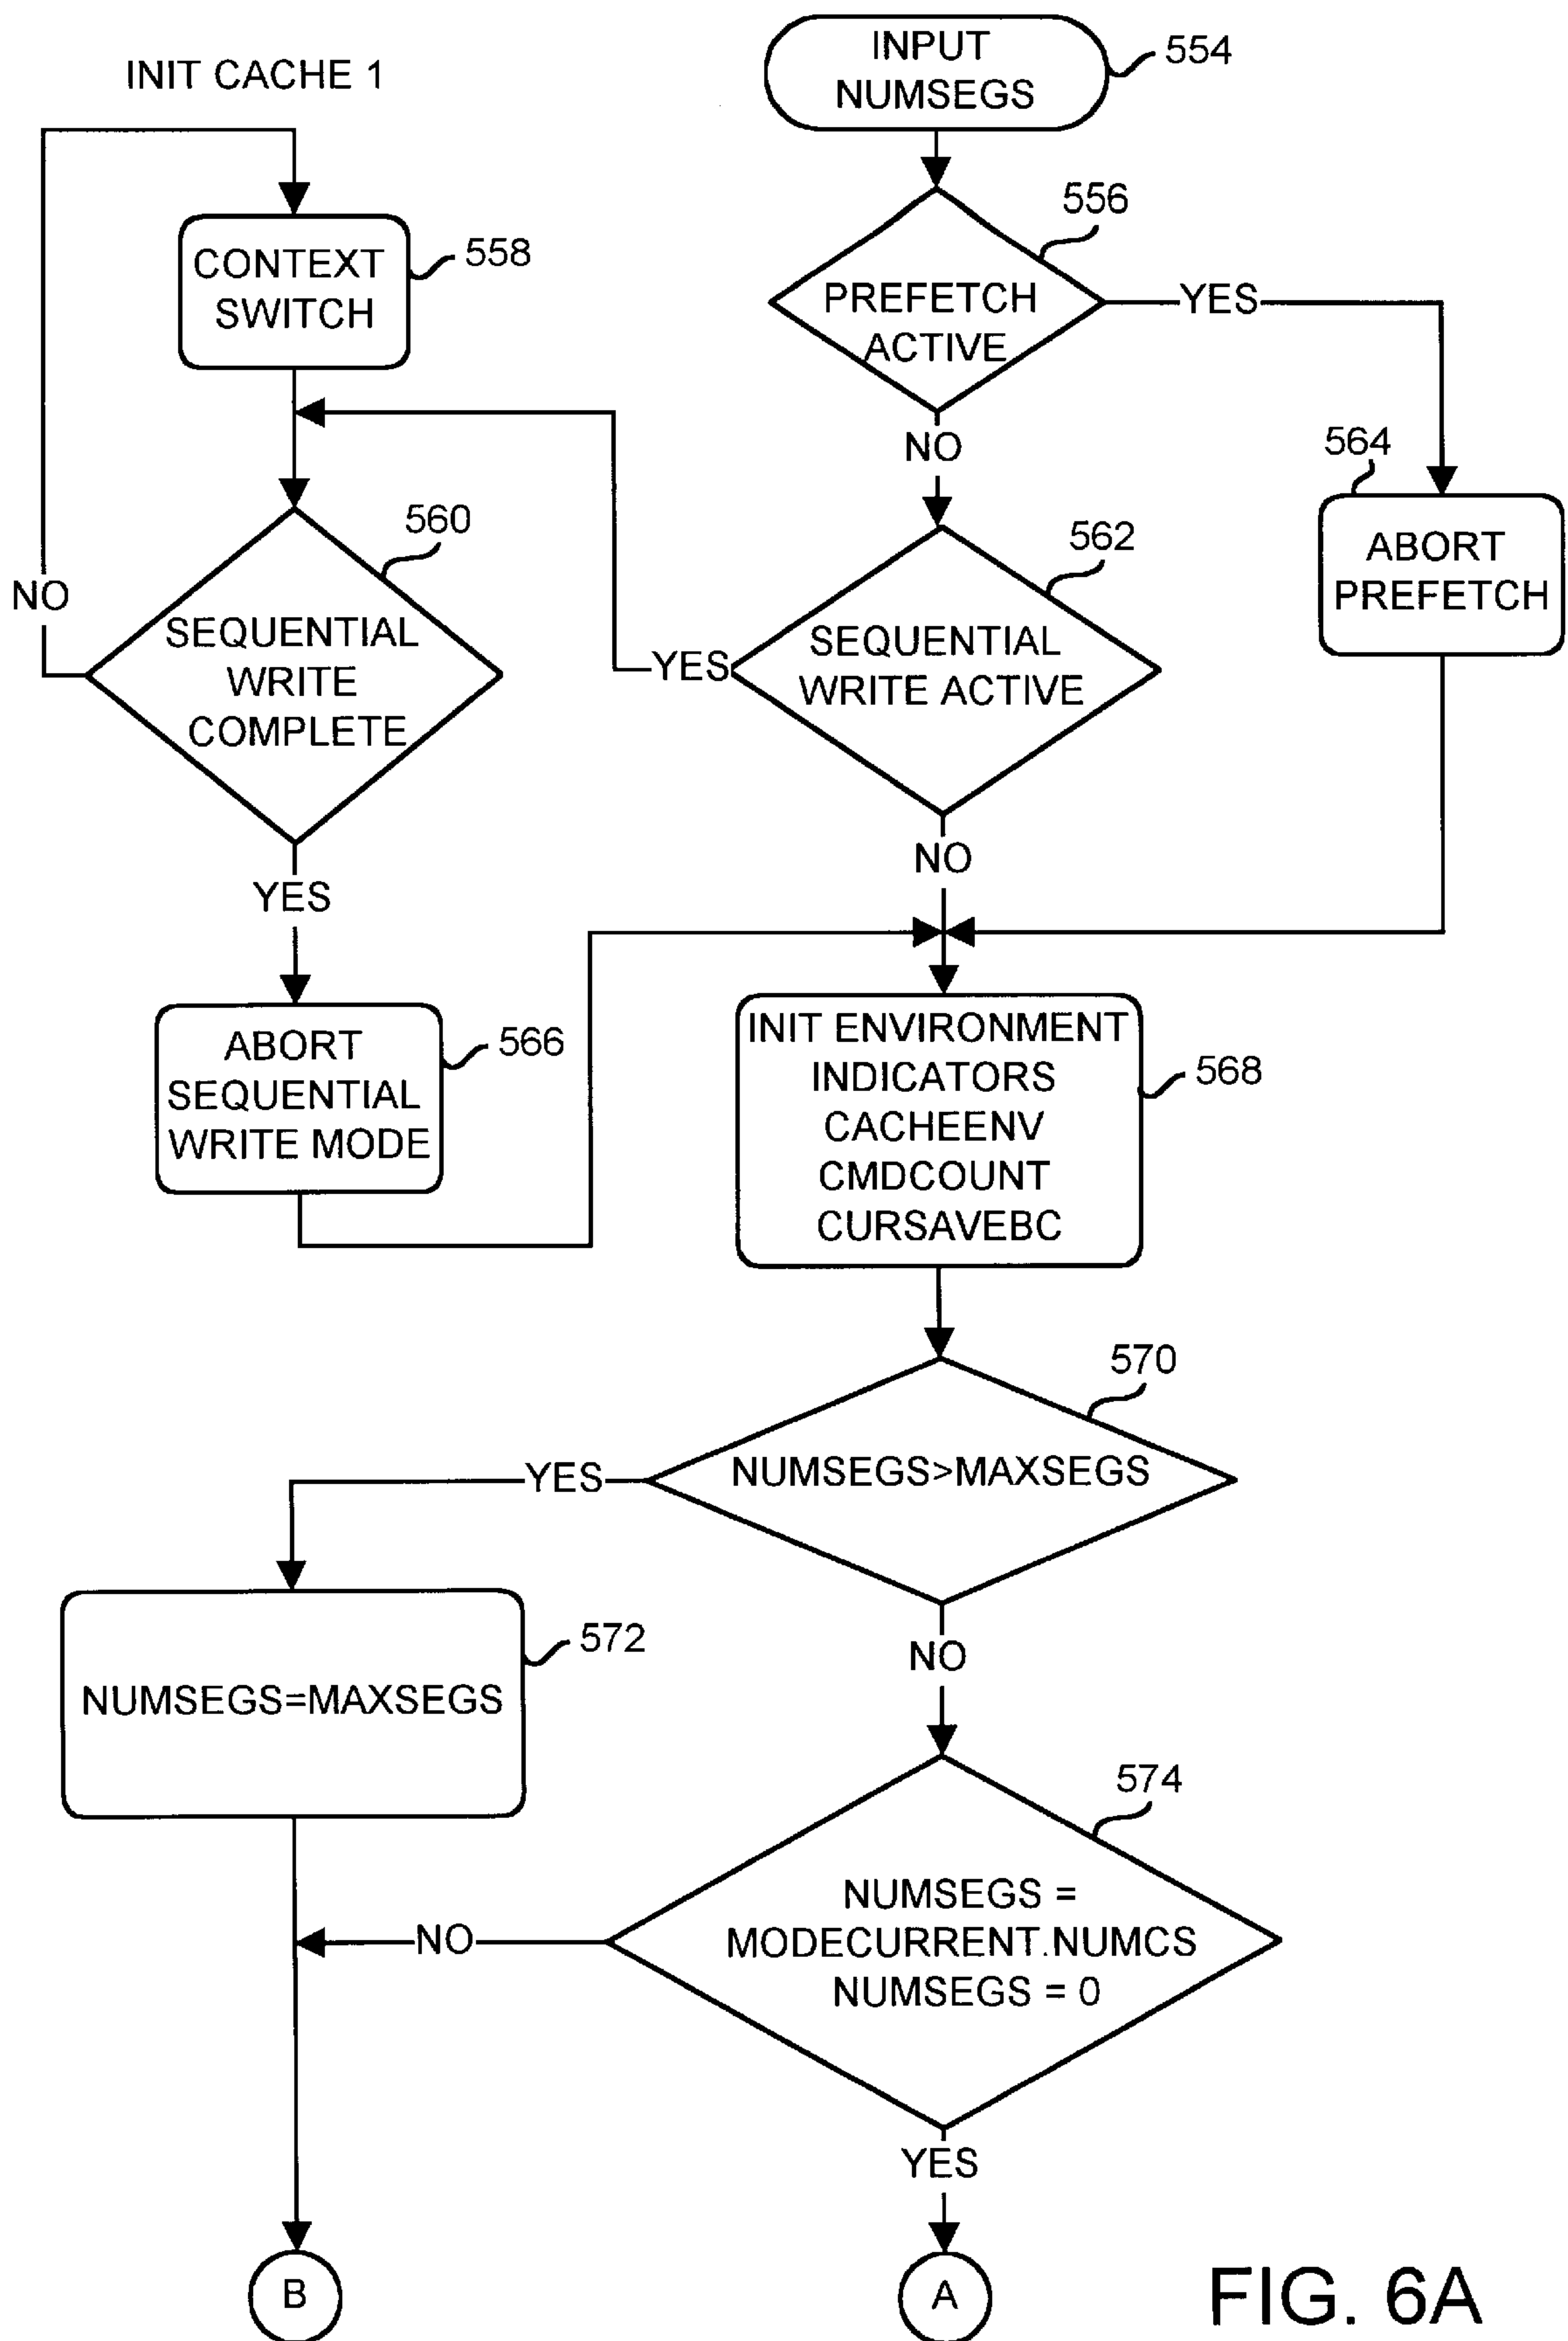 INIT CACHE 1
INPUT
NUMSEGS
554
556
PREFETCH
ACTIVE
YES
NO
CONTEXT
SWITCH
558
564
ABORT
PREFETCH
560
NO
SEQUENTIAL
WRITE
COMPLETE
YES
562
SEQUENTIAL
WRITE ACTIVE
YES
NO
ABORT
SEQUENTIAL
WRITE MODE
566
INIT ENVIRONMENT
INDICATORS
CACHEENV
CMDCOUNT
CURSAVEBC
568
570
NUMSEGS>MAXSEGS
YES
NO
572
NUMSEGS=MAXSEGS
574
NUMSEGS =
MODECURRENT.NUMCS
NUMSEGS = 0
NO
YES
B
A
FIG. 6A